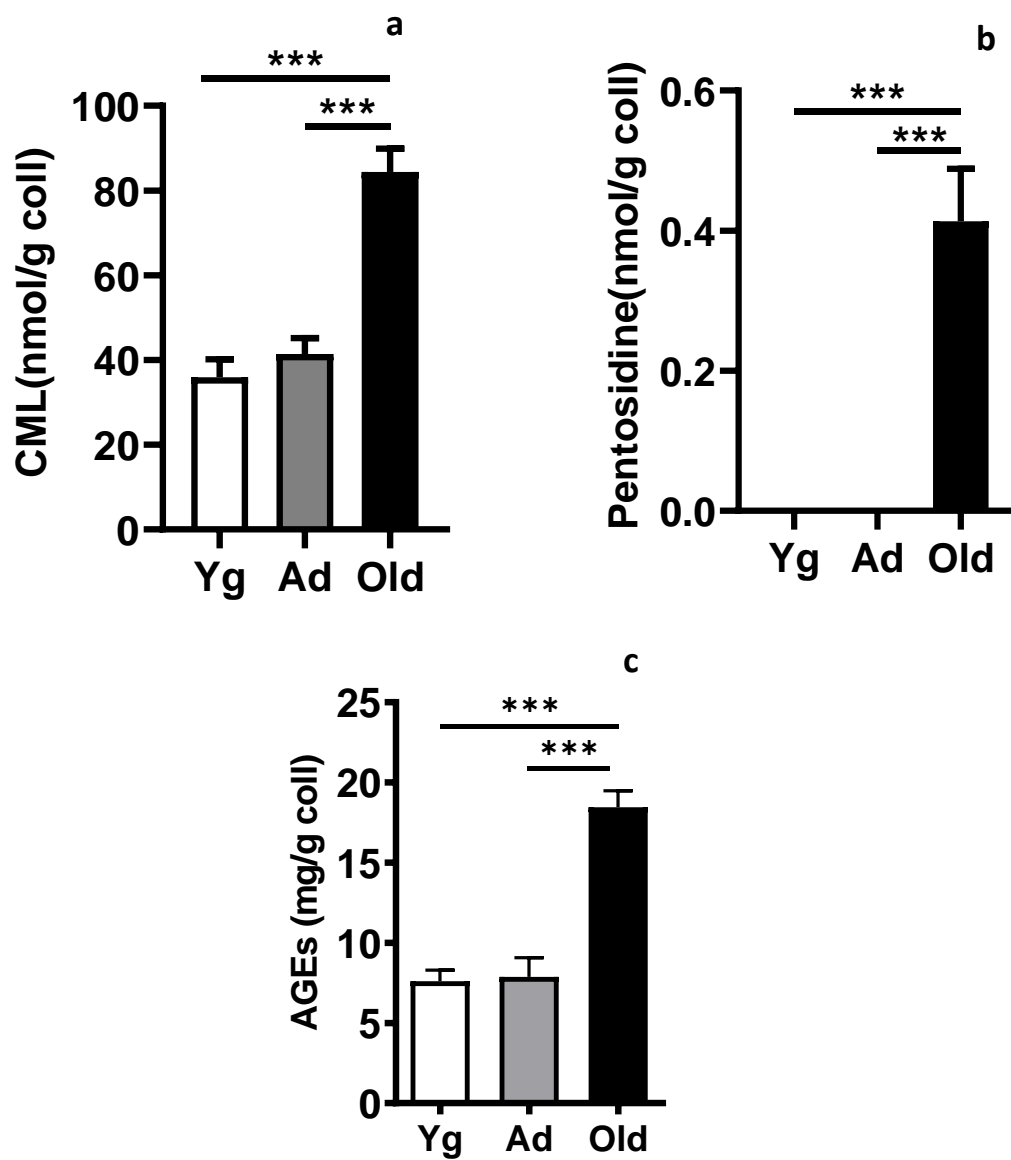 a
***
***
CML(nmol/g coll)
100
80
60
40
20
0
Yg Ad Old
b
***
***
Pentosidine(nmol/g coll)
0.6
0.4
0.2
0.0
Yg Ad Old
c
***
***
AGEs (mg/g coll)
25
20
15
10
5
0
Yg Ad Old